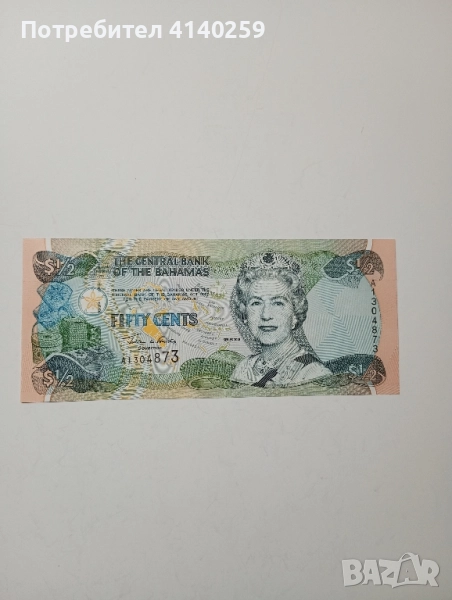 Потребител 4140259
THE CENTRAL BANK
OF THE BAHAMAS
FIFTY CENTS
A1304873
$1/2
$1/2
$1/2
$1/2
A1304873
BAZAR